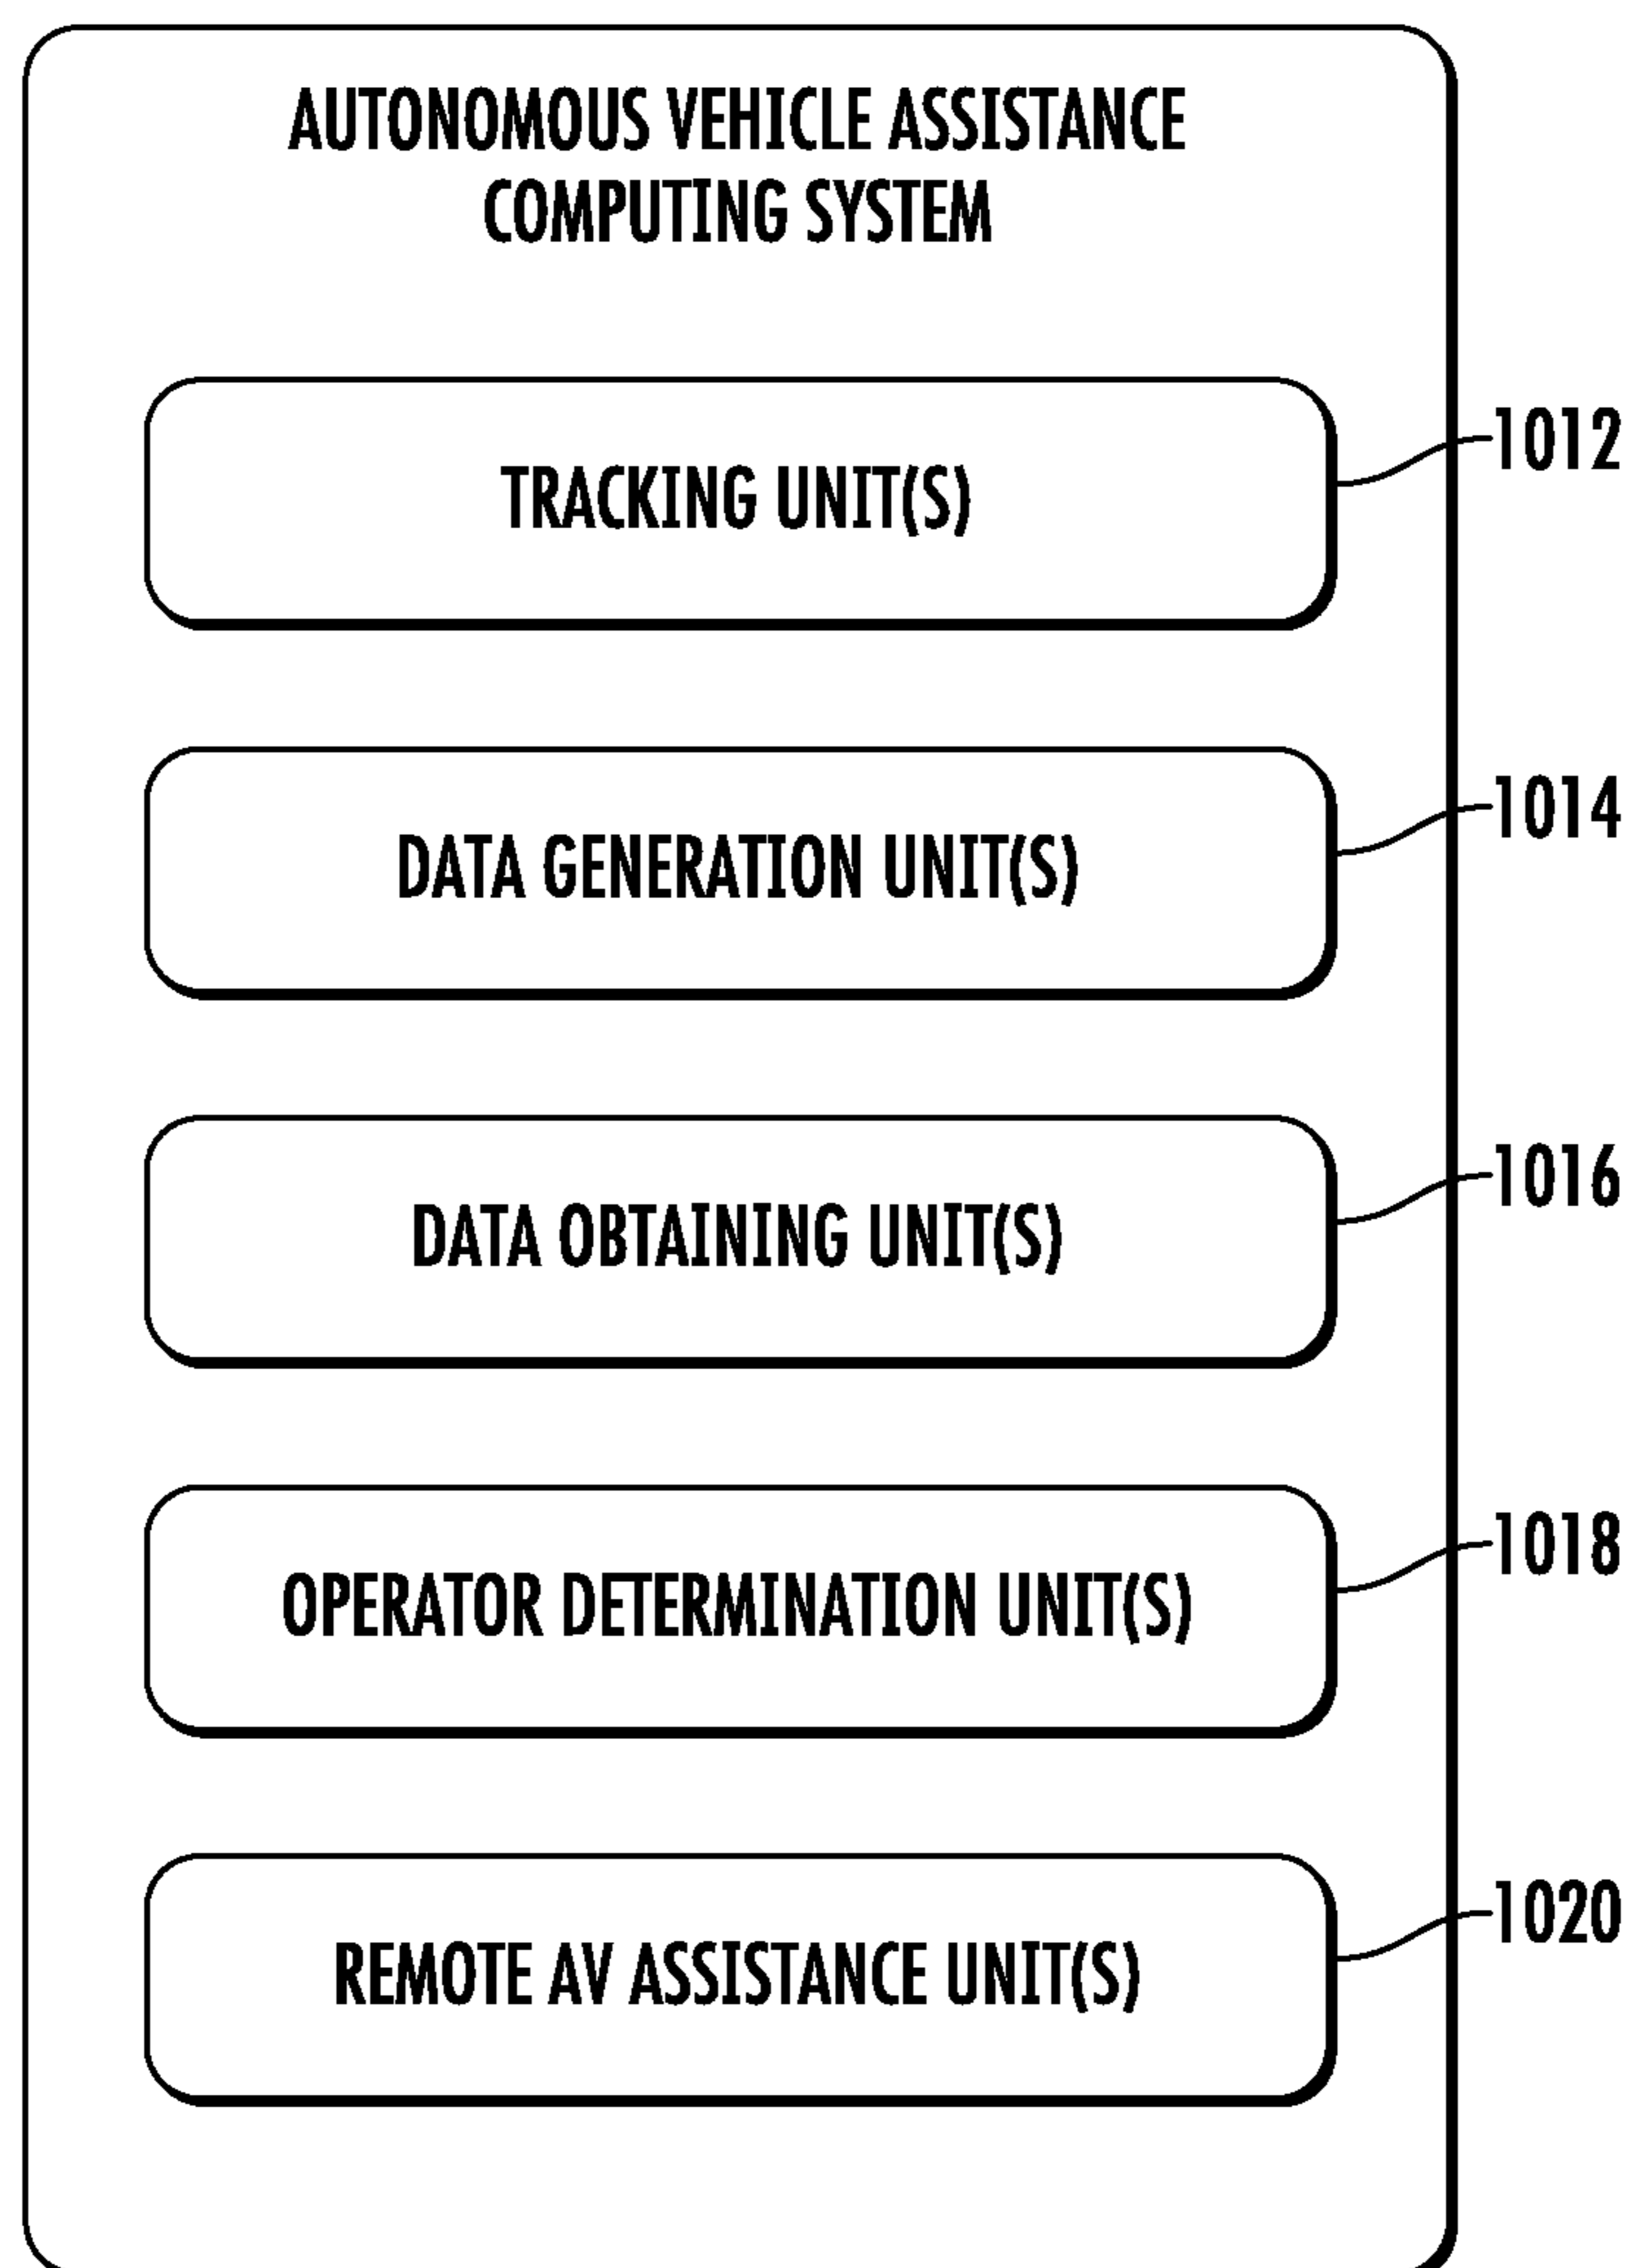 AUTONOMOUS VEHICLE ASSISTANCE
COMPUTING SYSTEM
TRACKING UNIT(S)
1012
DATA GENERATION UNIT(S)
1014
DATA OBTAINING UNIT(S)
1016
OPERATOR DETERMINATION UNIT(S)
1018
REMOTE AV ASSISTANCE UNIT(S)
1020